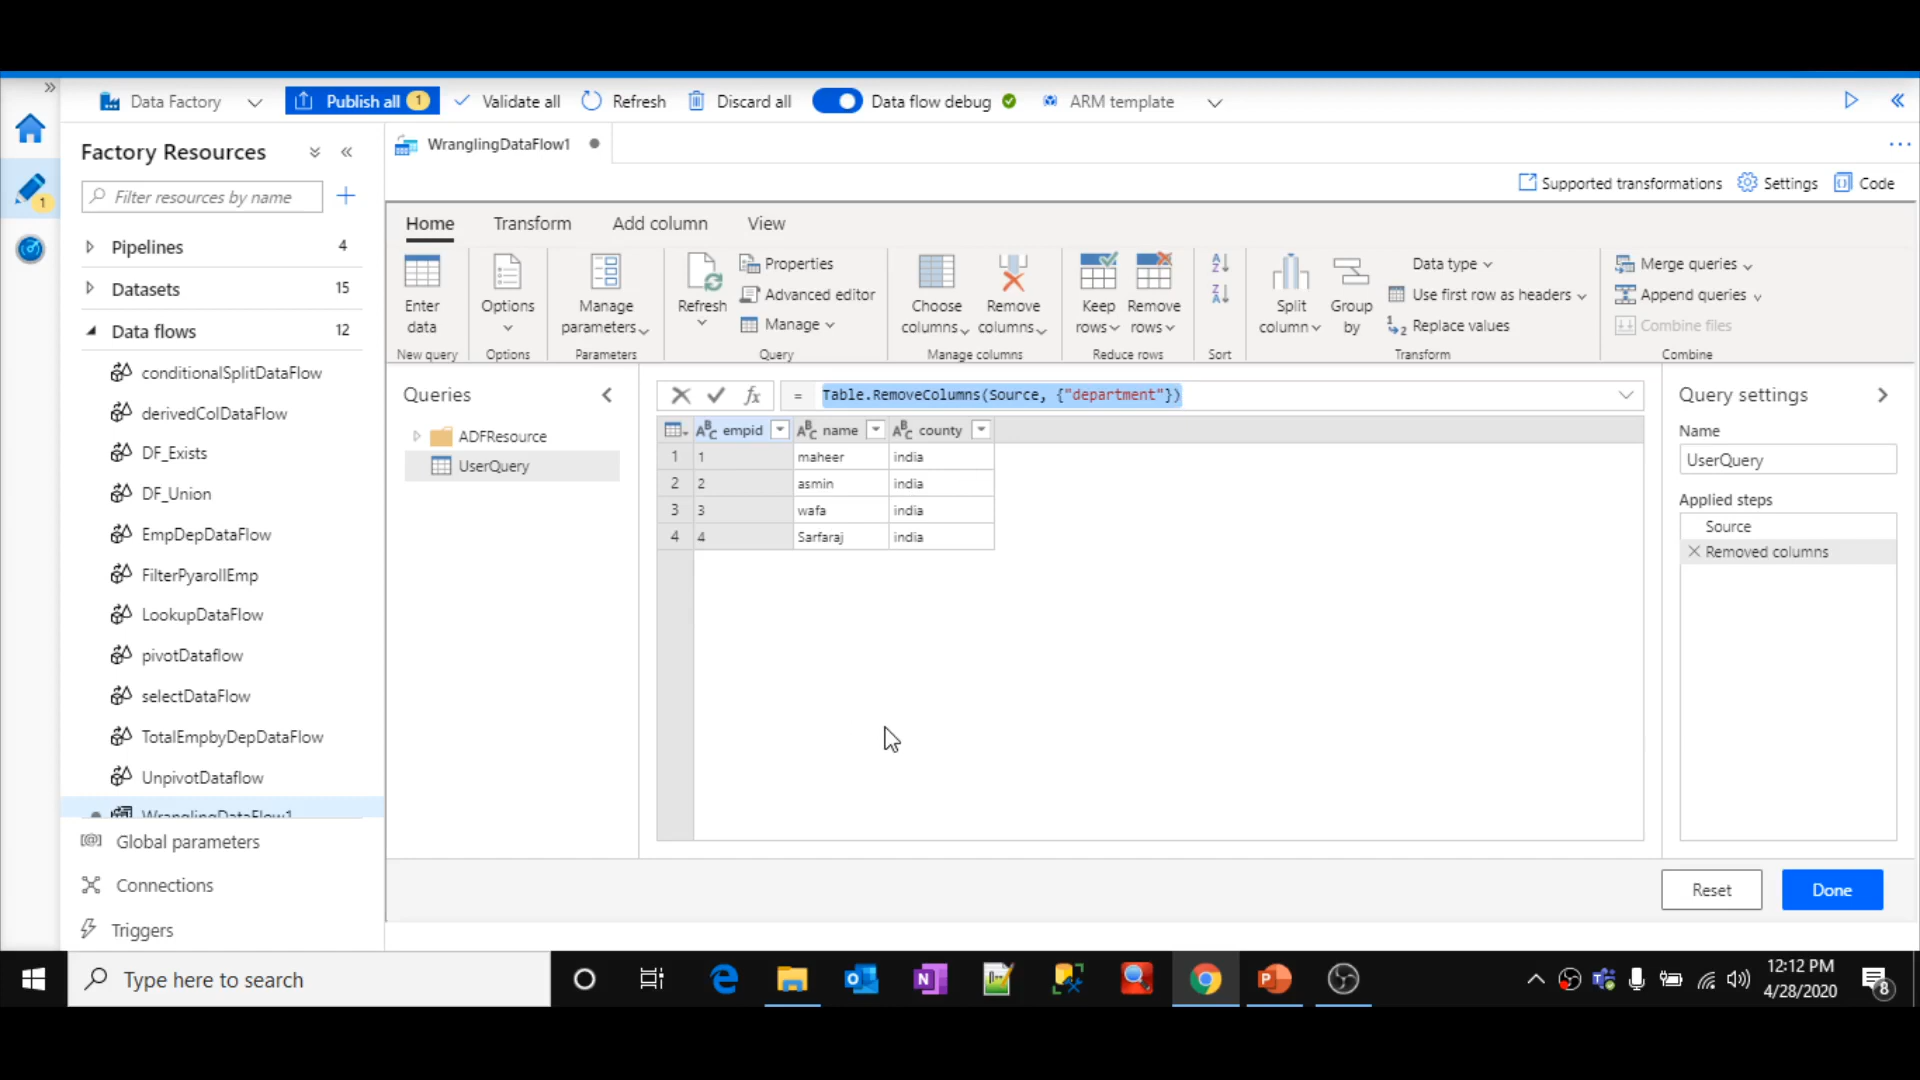 Data Factory
Publish all 1
Validate all
Refresh
Discard all
Data flow debug
ARM template
1
Factory Resources
Filter resources by name
Pipelines 4
Datasets 15
Data flows 12
conditionalSplitDataFlow
derivedColDataFlow
DF_Exists
DF_Union
EmpDepDataFlow
FilterPyarollEmp
LookupDataFlow
pivotDataflow
selectDataFlow
TotalEmpbyDepDataFlow
UnpivotDataflow
WranglingDataFlow1
Global parameters
Connections
Triggers
WranglingDataFlow1
Supported transformations
Settings
Code
Home Transform Add column View
Enter data
New query
Options
Options
Manage parameters
Parameters
Refresh
Properties
Advanced editor
Manage
Query
Choose columns
Remove columns
Manage columns
Keep rows
Remove rows
Reduce rows
Sort
Split column
Group by
Data type
Use first row as headers
Replace values
Transform
Merge queries
Append queries
Combine files
Combine
Queries
ADFResource
UserQuery
fx = Table.RemoveColumns(Source, {"department"})
ABC empid ABC name ABC county
1 1 maheer india
2 2 asmin india
3 3 wafa india
4 4 Sarfaraj india
Query settings
Name
UserQuery
Applied steps
Source
Removed columns
Reset
Done
Type here to search
12:12 PM
4/28/2020
8